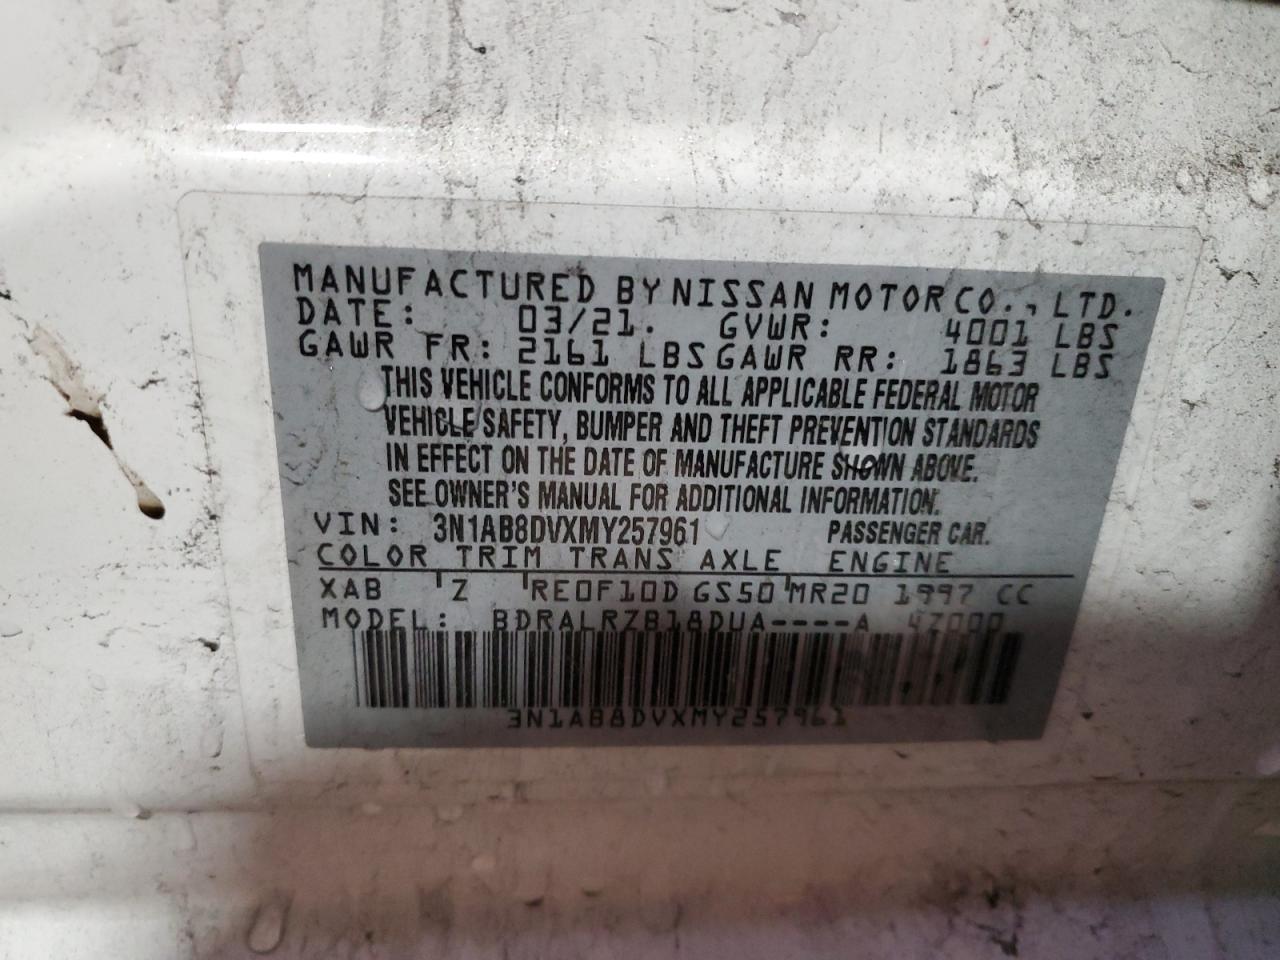 MANUFACTURED BY NISSAN MOTOR CO., LTD.
DATE: 03/21. GVWR: 4001 LBS
GAWR FR: 2161 LBS GAWR RR: 1863 LBS
THIS VEHICLE CONFORMS TO ALL APPLICABLE FEDERAL MOTOR
VEHICLE SAFETY, BUMPER AND THEFT PREVENTION STANDARDS
IN EFFECT ON THE DATE OF MANUFACTURE SHOWN ABOVE.
SEE OWNER'S MANUAL FOR ADDITIONAL INFORMATION.
VIN: 3N1AB8DVXMY257961 PASSENGER CAR.
COLOR TRIM TRANS AXLE ENGINE
XAB Z RE0F10D GS50 MR20 1997 CC
MODEL: BDRALRZB18DUA----A 47000
3N1AB8DVXMY257961